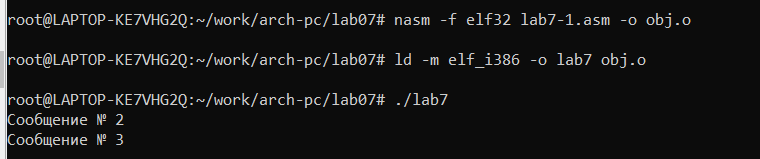 root@LAPTOP-KE7VHG2Q:~/work/arch-pc/lab07# nasm -f elf32 lab7-1.asm -o obj.o
root@LAPTOP-KE7VHG2Q:~/work/arch-pc/lab07# ld -m elf_i386 -o lab7 obj.o
root@LAPTOP-KE7VHG2Q:~/work/arch-pc/lab07# ./lab7
Сообщение № 2
Сообщение № 3